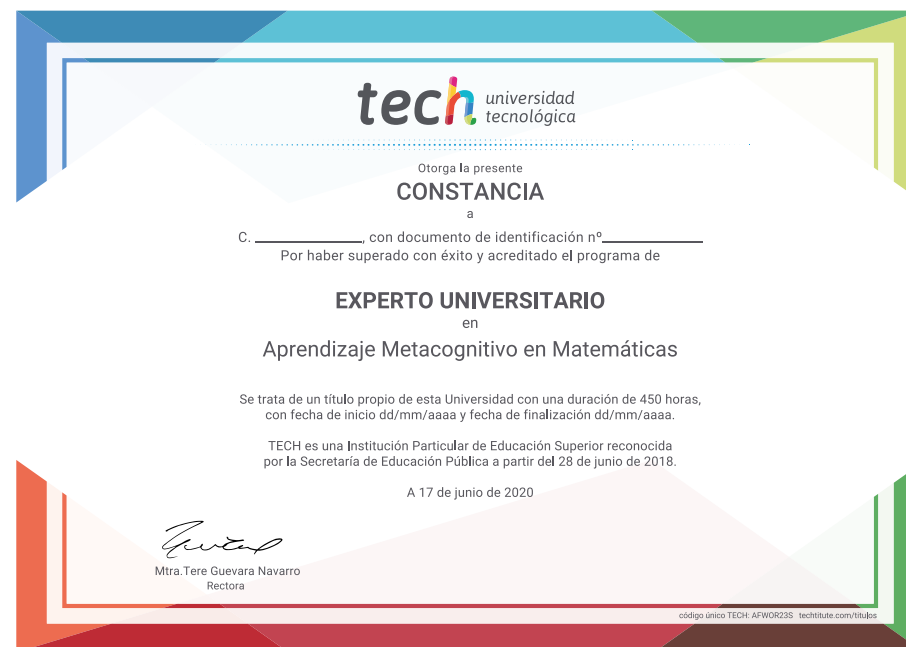 tech universidad
tecnológica
Otorga la presente
CONSTANCIA
a
C. ____________, con documento de identificación nº____________
Por haber superado con éxito y acreditado el programa de
EXPERTO UNIVERSITARIO
en
Aprendizaje Metacognitivo en Matemáticas
Se trata de un título propio de esta Universidad con una duración de 450 horas,
con fecha de inicio dd/mm/aaaa y fecha de finalización dd/mm/aaaa.
TECH es una Institución Particular de Educación Superior reconocida
por la Secretaría de Educación Pública a partir del 28 de junio de 2018.
A 17 de junio de 2020
Mtra.Tere Guevara Navarro
Rectora
código único TECH: AFWOR23S techtitute.com/titulos